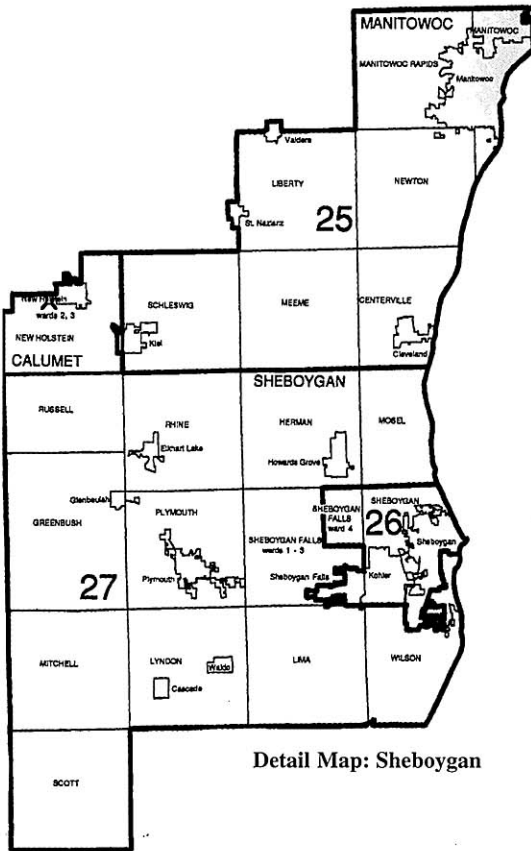 MANITOWOC
MANITOWOC
MANITOWOC RAPIDS
Manitowoc
Valders
LIBERTY
NEWTON
St. Nazianz
25
SCHLESWIG
MEEME
CENTERVILLE
New Holstein
wards 2, 3
NEW HOLSTEIN
Kiel
Cleveland
CALUMET
SHEBOYGAN
RUSSELL
RHINE
HERMAN
MOSEL
Elkhart Lake
Howards Grove
Glenbeulah
PLYMOUTH
SHEBOYGAN
FALLS
ward 4
SHEBOYGAN
GREENBUSH
26
SHEBOYGAN FALLS
wards 1 - 3
Sheboygan
Kohler
27
Plymouth
Sheboygan Falls
MITCHELL
LYNDON
Waldo
LIMA
WILSON
Cascade
Detail Map: Sheboygan
SCOTT